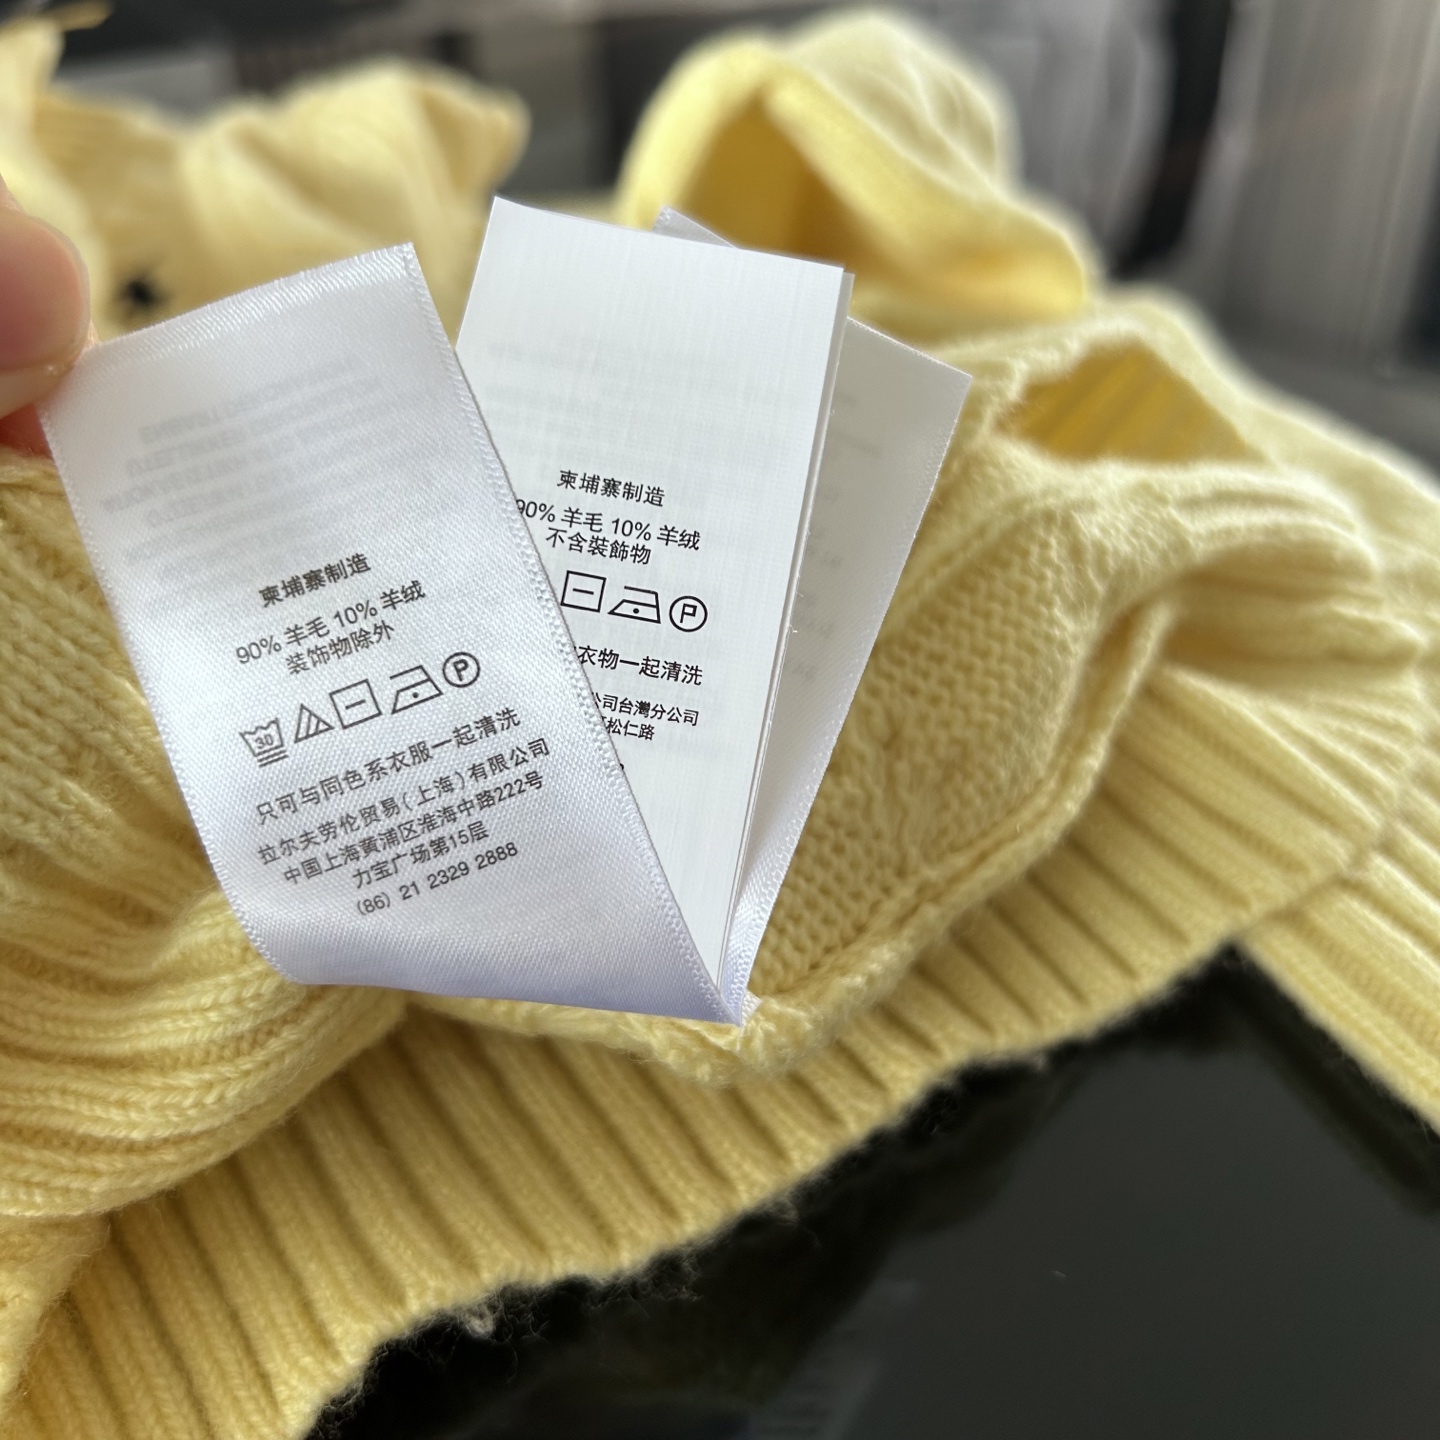 柬埔寨制造
90% 羊毛 10% 羊绒
装饰物除外
30
P
只可与同色系衣服一起清洗
拉尔夫劳伦贸易(上海)有限公司
中国上海黄浦区淮海中路222号
力宝广场第15层
(86) 21 2329 2888
柬埔寨制造
90% 羊毛 10% 羊绒
不含裝飾物
P
衣物一起清洗
公司台灣分公司
松仁路